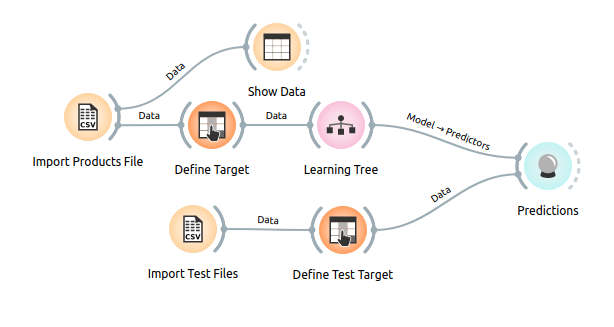 Data
Show Data
CSV
Import Products File
Data
Define Target
Data
Learning Tree
Model → Predictors
Predictions
CSV
Import Test Files
Data
Define Test Target
Data